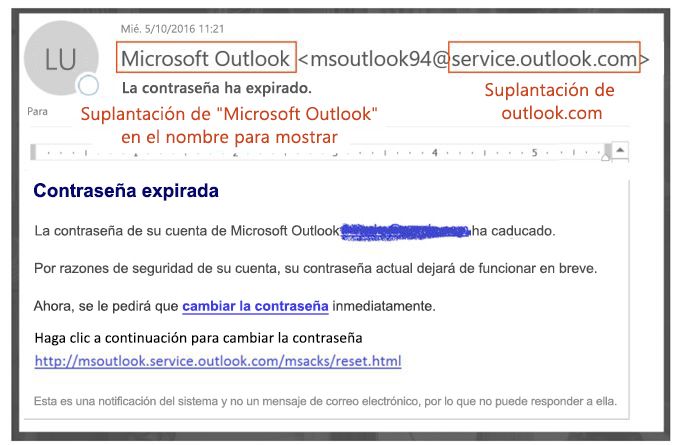 Mié. 5/10/2016 11:21
LU
Microsoft Outlook <msoutlook94@service.outlook.com>
La contraseña ha expirado.
Para
Suplantación de "Microsoft Outlook"
en el nombre para mostrar
Suplantación de
outlook.com
1 2 3 4 5
Contraseña expirada
La contraseña de su cuenta de Microsoft Outlook ha caducado.
Por razones de seguridad de su cuenta, su contraseña actual dejará de funcionar en breve.
Ahora, se le pedirá que cambiar la contraseña inmediatamente.
Haga clic a continuación para cambiar la contraseña
http://msoutlook.service.outlook.com/msacks/reset.html
Esta es una notificación del sistema y no un mensaje de correo electrónico, por lo que no puede responder a ella.